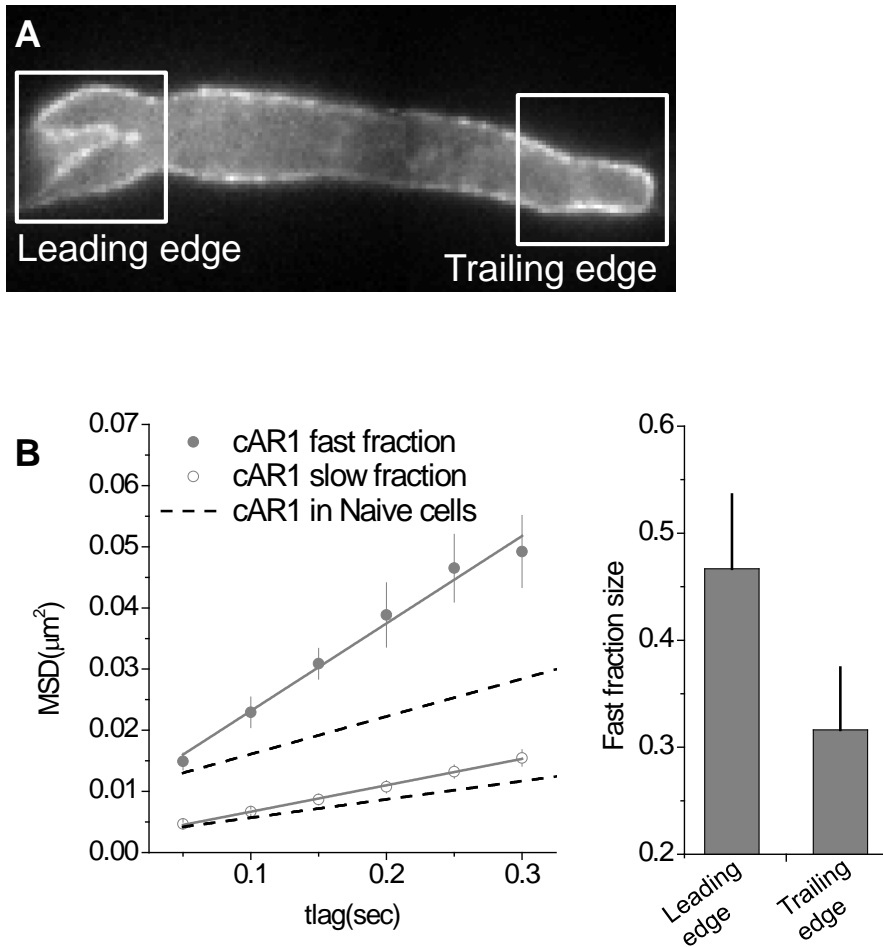 A
Leading edge
Trailing edge
B
0.07
0.06
0.05
0.04
0.03
0.02
0.01
0.00
MSD(μm²)
cAR1 fast fraction
cAR1 slow fraction
cAR1 in Naive cells
0.1
0.2
0.3
tlag(sec)
0.6
0.5
0.4
0.3
0.2
Fast fraction size
Leading
edge
Trailing
edge